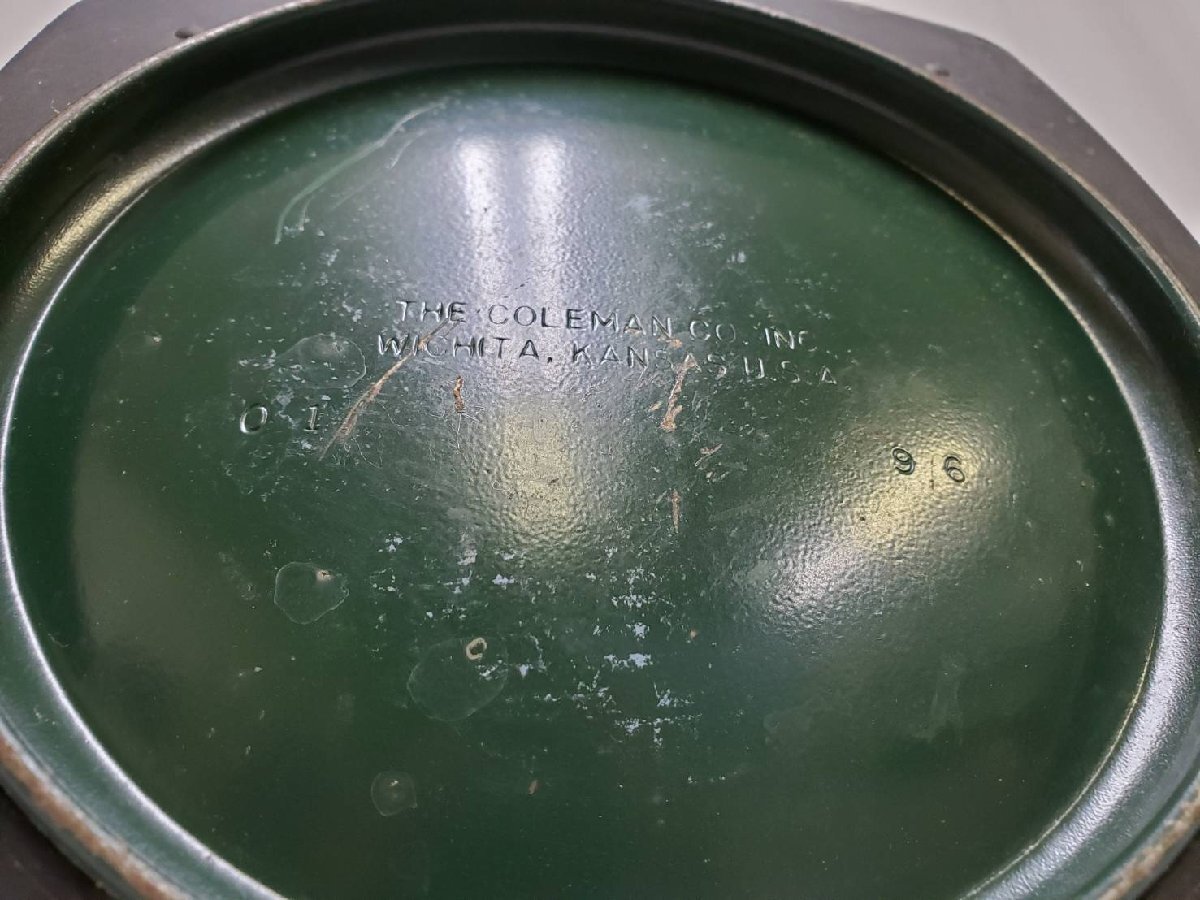 THE COLEMAN CO. INC.
WICHITA, KANSAS U.S.A.
01 96